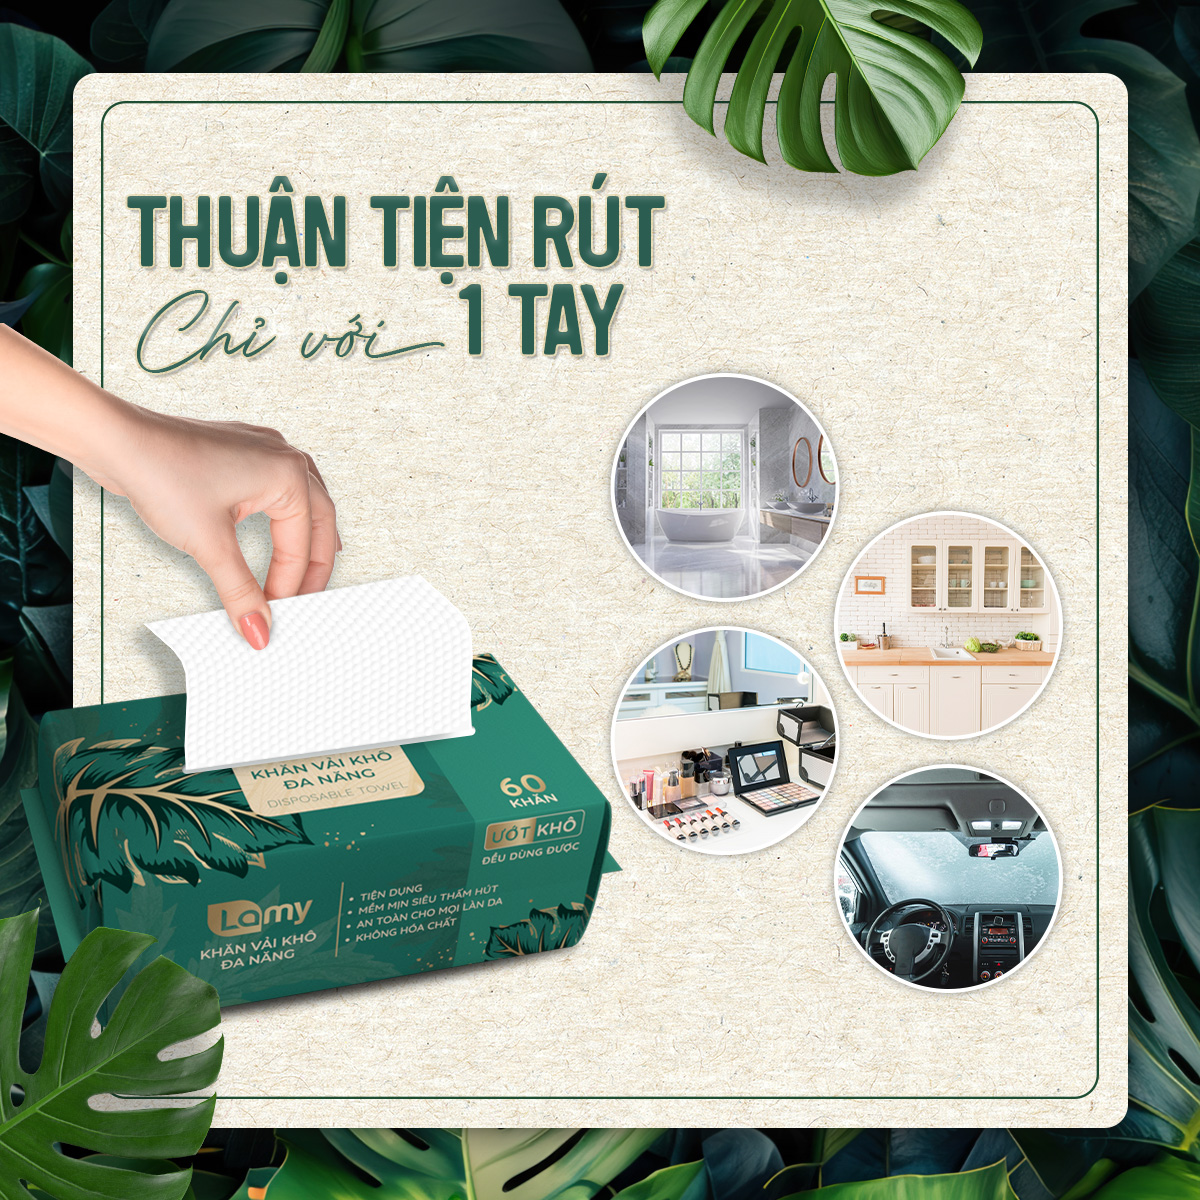 THUẬN TIỆN RÚT
Chỉ với 1 TAY
KHĂN VẢI KHÔ
ĐA NĂNG
DISPOSABLE TOWEL
60
KHĂN
ƯỚT KHÔ
ĐỀU DÙNG ĐƯỢC
Lamy
KHĂN VẢI KHÔ
ĐA NĂNG
• TIỆN DỤNG
• MỀM MỊN SIÊU THẤM HÚT
• AN TOÀN CHO MỌI LÀN DA
• KHÔNG HÓA CHẤT